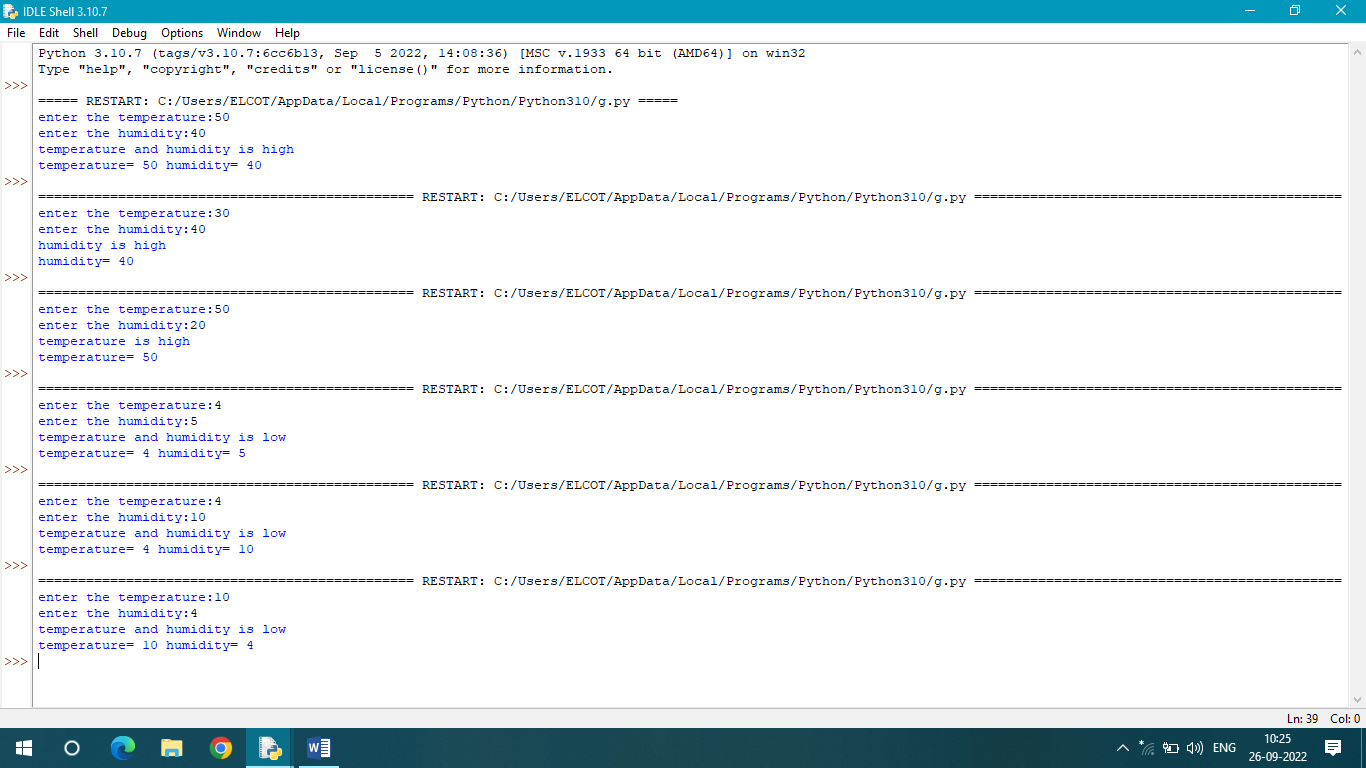 IDLE Shell 3.10.7
File Edit Shell Debug Options Window Help
Python 3.10.7 (tags/v3.10.7:6cc6b13, Sep  5 2022, 14:08:36) [MSC v.1933 64 bit (AMD64)] on win32
Type "help", "copyright", "credits" or "license()" for more information.
>>>
===== RESTART: C:/Users/ELCOT/AppData/Local/Programs/Python/Python310/g.py =====
enter the temperature:50
enter the humidity:40
temperature and humidity is high
temperature= 50 humidity= 40
>>>
=============================================== RESTART: C:/Users/ELCOT/AppData/Local/Programs/Python/Python310/g.py ==============================================
enter the temperature:30
enter the humidity:40
humidity is high
humidity= 40
>>>
=============================================== RESTART: C:/Users/ELCOT/AppData/Local/Programs/Python/Python310/g.py ==============================================
enter the temperature:50
enter the humidity:20
temperature is high
temperature= 50
>>>
=============================================== RESTART: C:/Users/ELCOT/AppData/Local/Programs/Python/Python310/g.py ==============================================
enter the temperature:4
enter the humidity:5
temperature and humidity is low
temperature= 4 humidity= 5
>>>
=============================================== RESTART: C:/Users/ELCOT/AppData/Local/Programs/Python/Python310/g.py ==============================================
enter the temperature:4
enter the humidity:10
temperature and humidity is low
temperature= 4 humidity= 10
>>>
=============================================== RESTART: C:/Users/ELCOT/AppData/Local/Programs/Python/Python310/g.py ==============================================
enter the temperature:10
enter the humidity:4
temperature and humidity is low
temperature= 10 humidity= 4
>>>
Ln: 39 Col: 0
ENG
10:25
26-09-2022